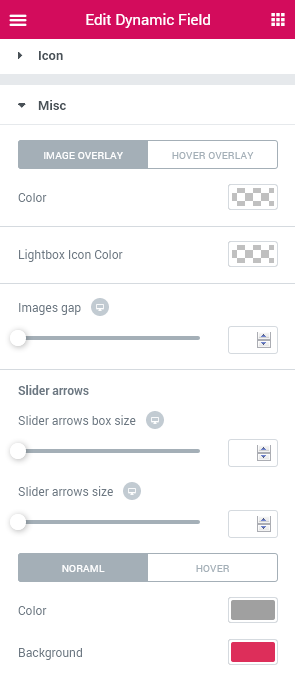 Edit Dynamic Field
Icon
Misc
IMAGE OVERLAY HOVER OVERLAY
Color
Lightbox Icon Color
Images gap
Slider arrows
Slider arrows box size
Slider arrows size
NORAML HOVER
Color
Background